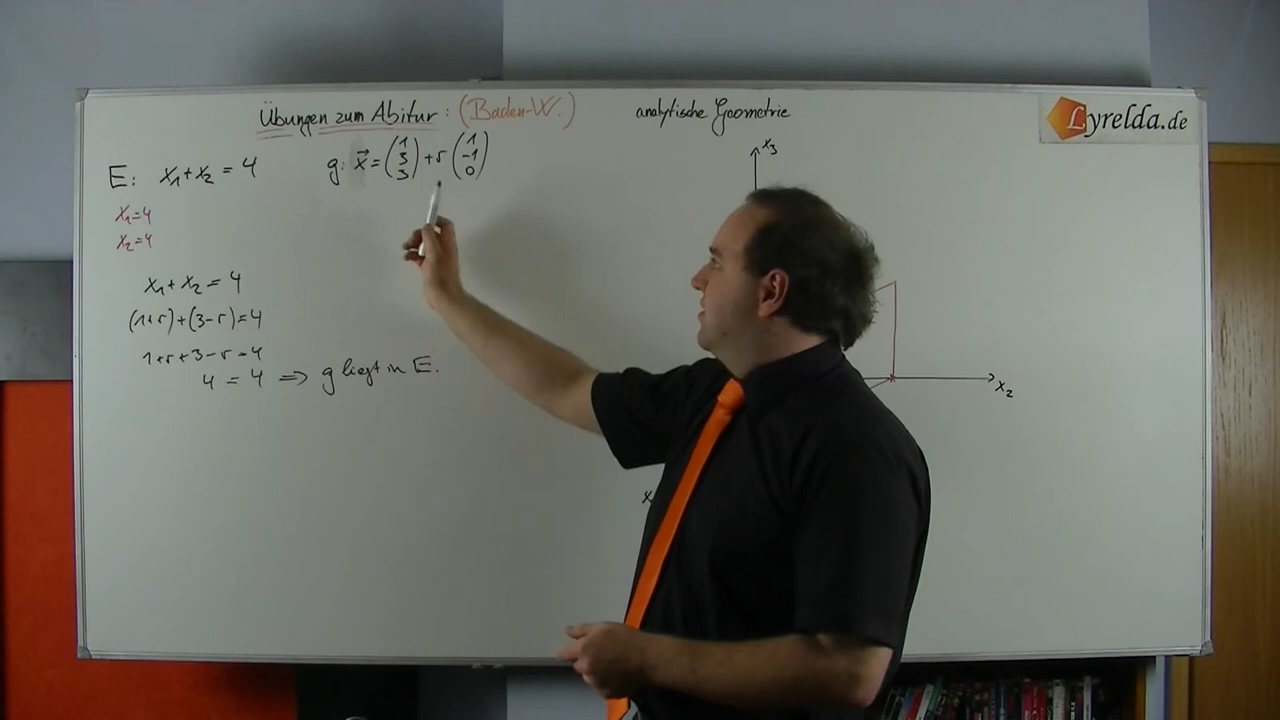 Übungen zum Abitur: (Baden-W.) analytische Geometrie
Lyrelda.de
E: x₁+x₂=4 g: x⃗=(1 3 3)+r(1 -1 0)
x₁=4
x₂=4
x₁+x₂=4
(1+r)+(3-r)=4
1+r+3-r=4
4=4 ⇒ g liegt in E.
x₃
x₂
x